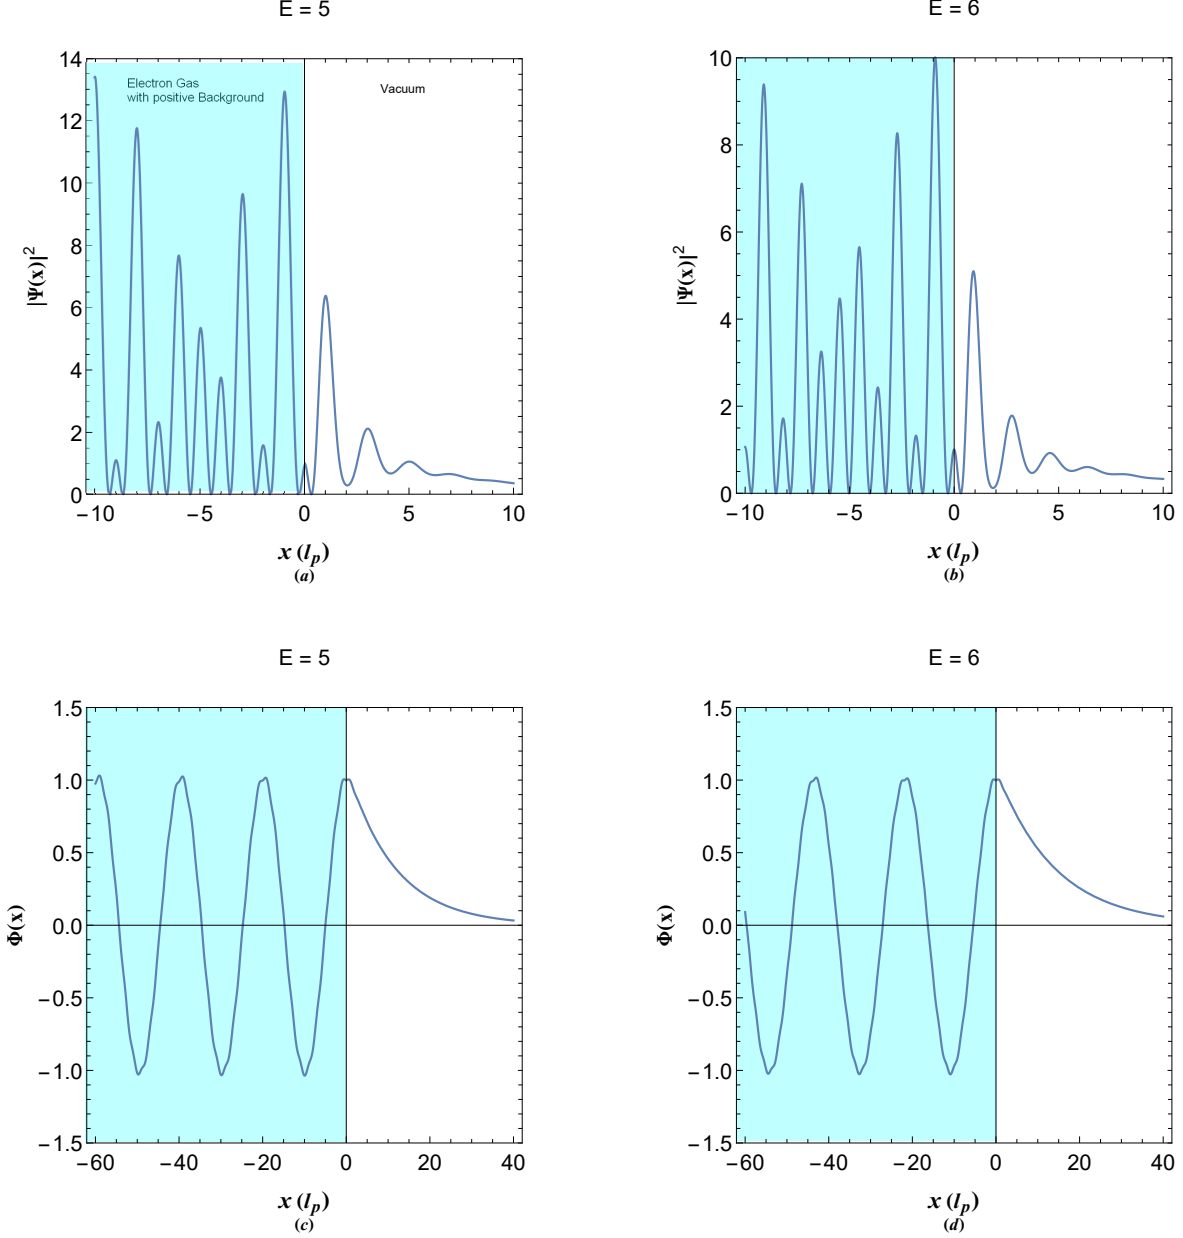 E = 5
E = 6
14
12
10
8
6
4
2
0
Electron Gas
with positive Background
Vacuum
|Ψ(x)|²
−10
−5
0
5
10
x (lₚ)
(a)
10
8
6
4
2
0
|Ψ(x)|²
−10
−5
0
5
10
x (lₚ)
(b)
E = 5
E = 6
1.5
1.0
0.5
0.0
−0.5
−1.0
−1.5
Φ(x)
−60
−40
−20
0
20
40
x (lₚ)
(c)
1.5
1.0
0.5
0.0
−0.5
−1.0
−1.5
Φ(x)
−60
−40
−20
0
20
40
x (lₚ)
(d)